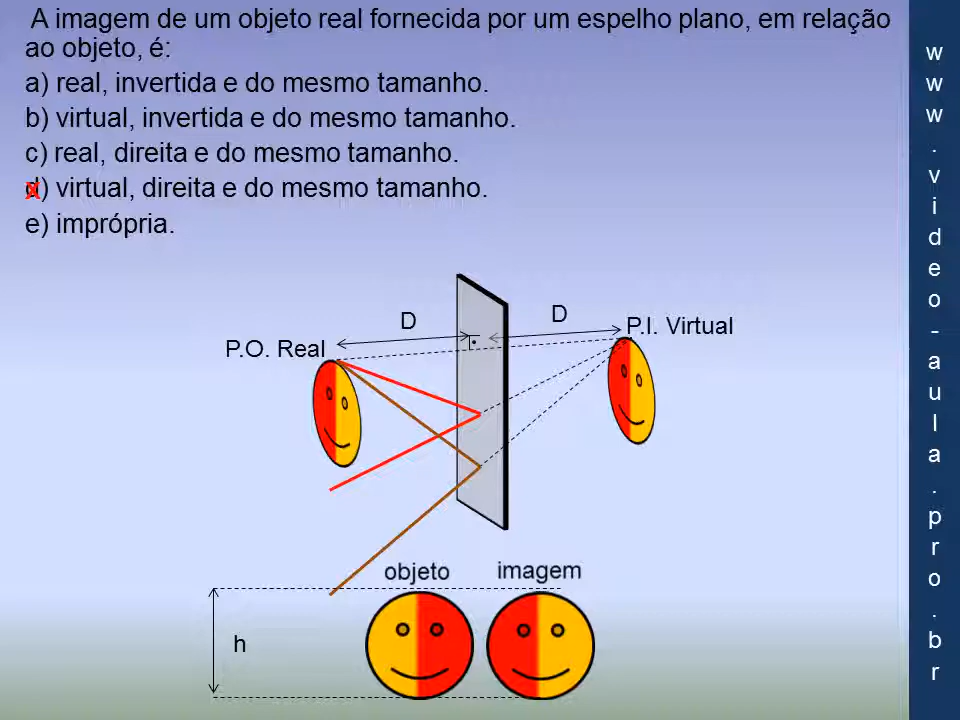 A imagem de um objeto real fornecida por um espelho plano, em relação
ao objeto, é:
a) real, invertida e do mesmo tamanho.
b) virtual, invertida e do mesmo tamanho.
c) real, direita e do mesmo tamanho.
d) virtual, direita e do mesmo tamanho.
e) imprópria.
D
D
P.I. Virtual
P.O. Real
objeto
imagem
h
www.video-aula.pro.br